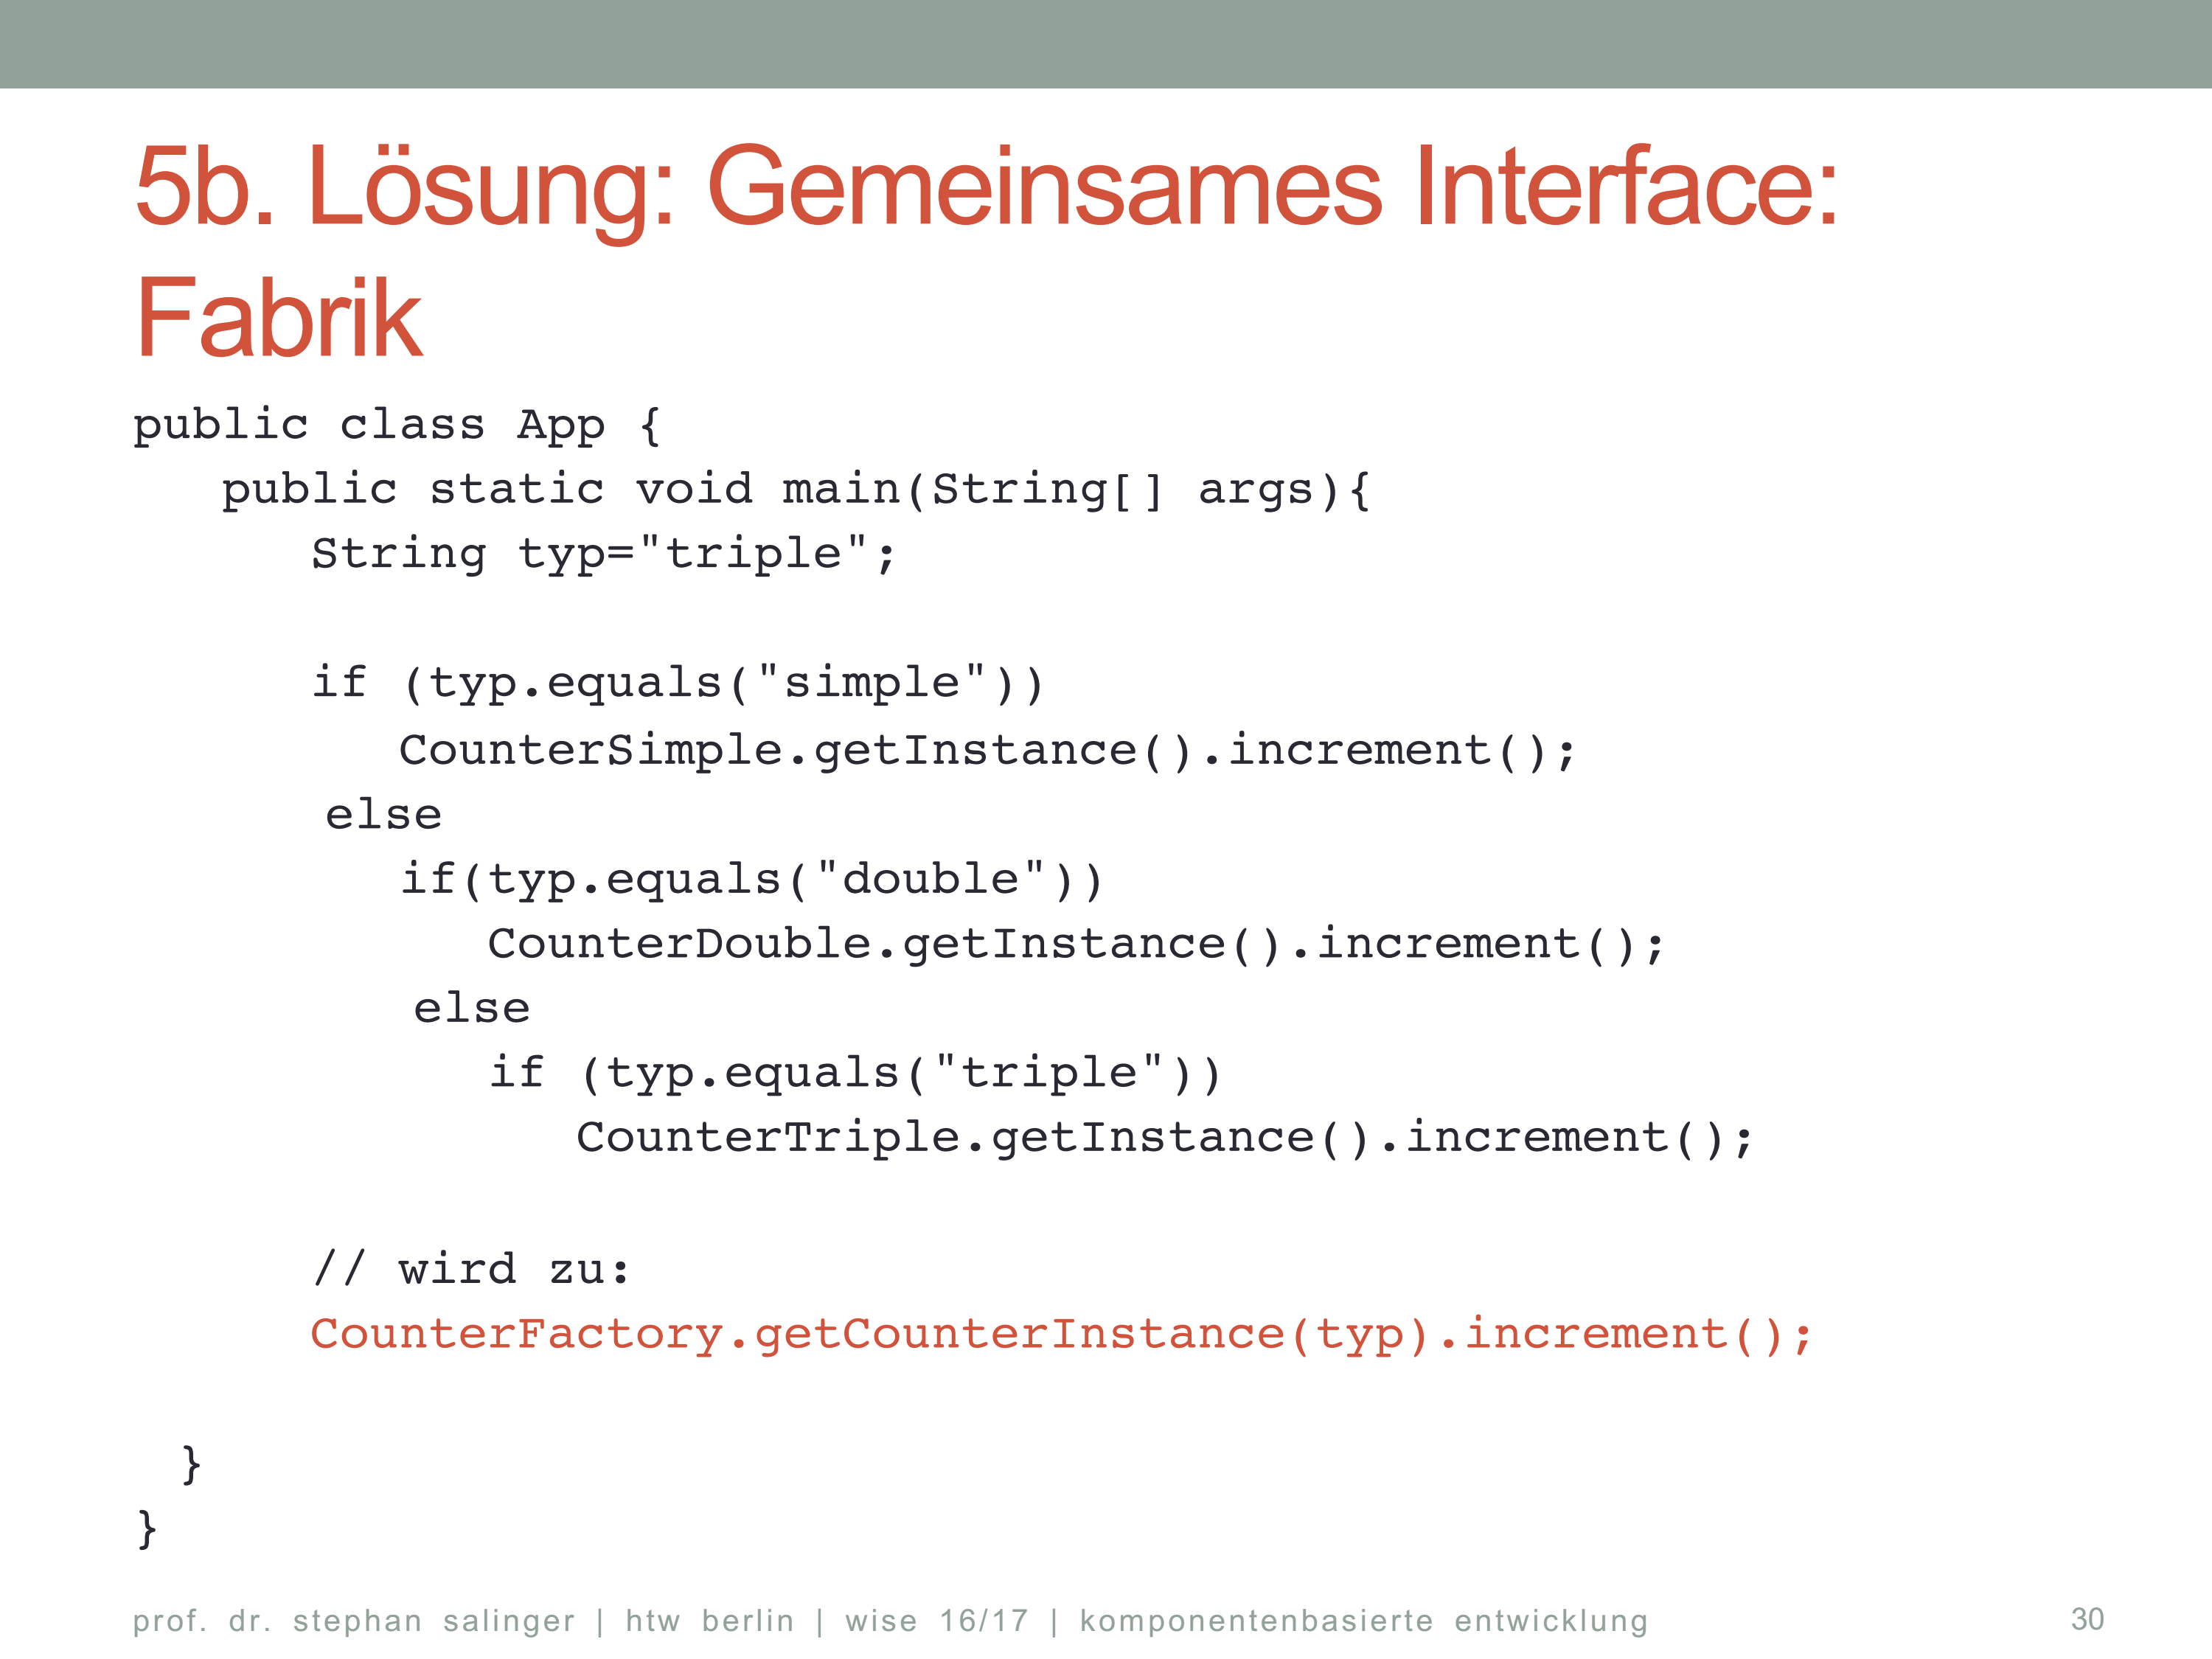 5b. Lösung: Gemeinsames Interface:
Fabrik
public class App {
public static void main(String[] args){
String typ="triple";
if (typ.equals("simple"))
CounterSimple.getInstance().increment();
else
if(typ.equals("double"))
CounterDouble.getInstance().increment();
else
if (typ.equals("triple"))
CounterTriple.getInstance().increment();
// wird zu:
CounterFactory.getCounterInstance(typ).increment();
}
}
prof. dr. stephan salinger | htw berlin | wise 16/17 | komponentenbasierte entwicklung
30